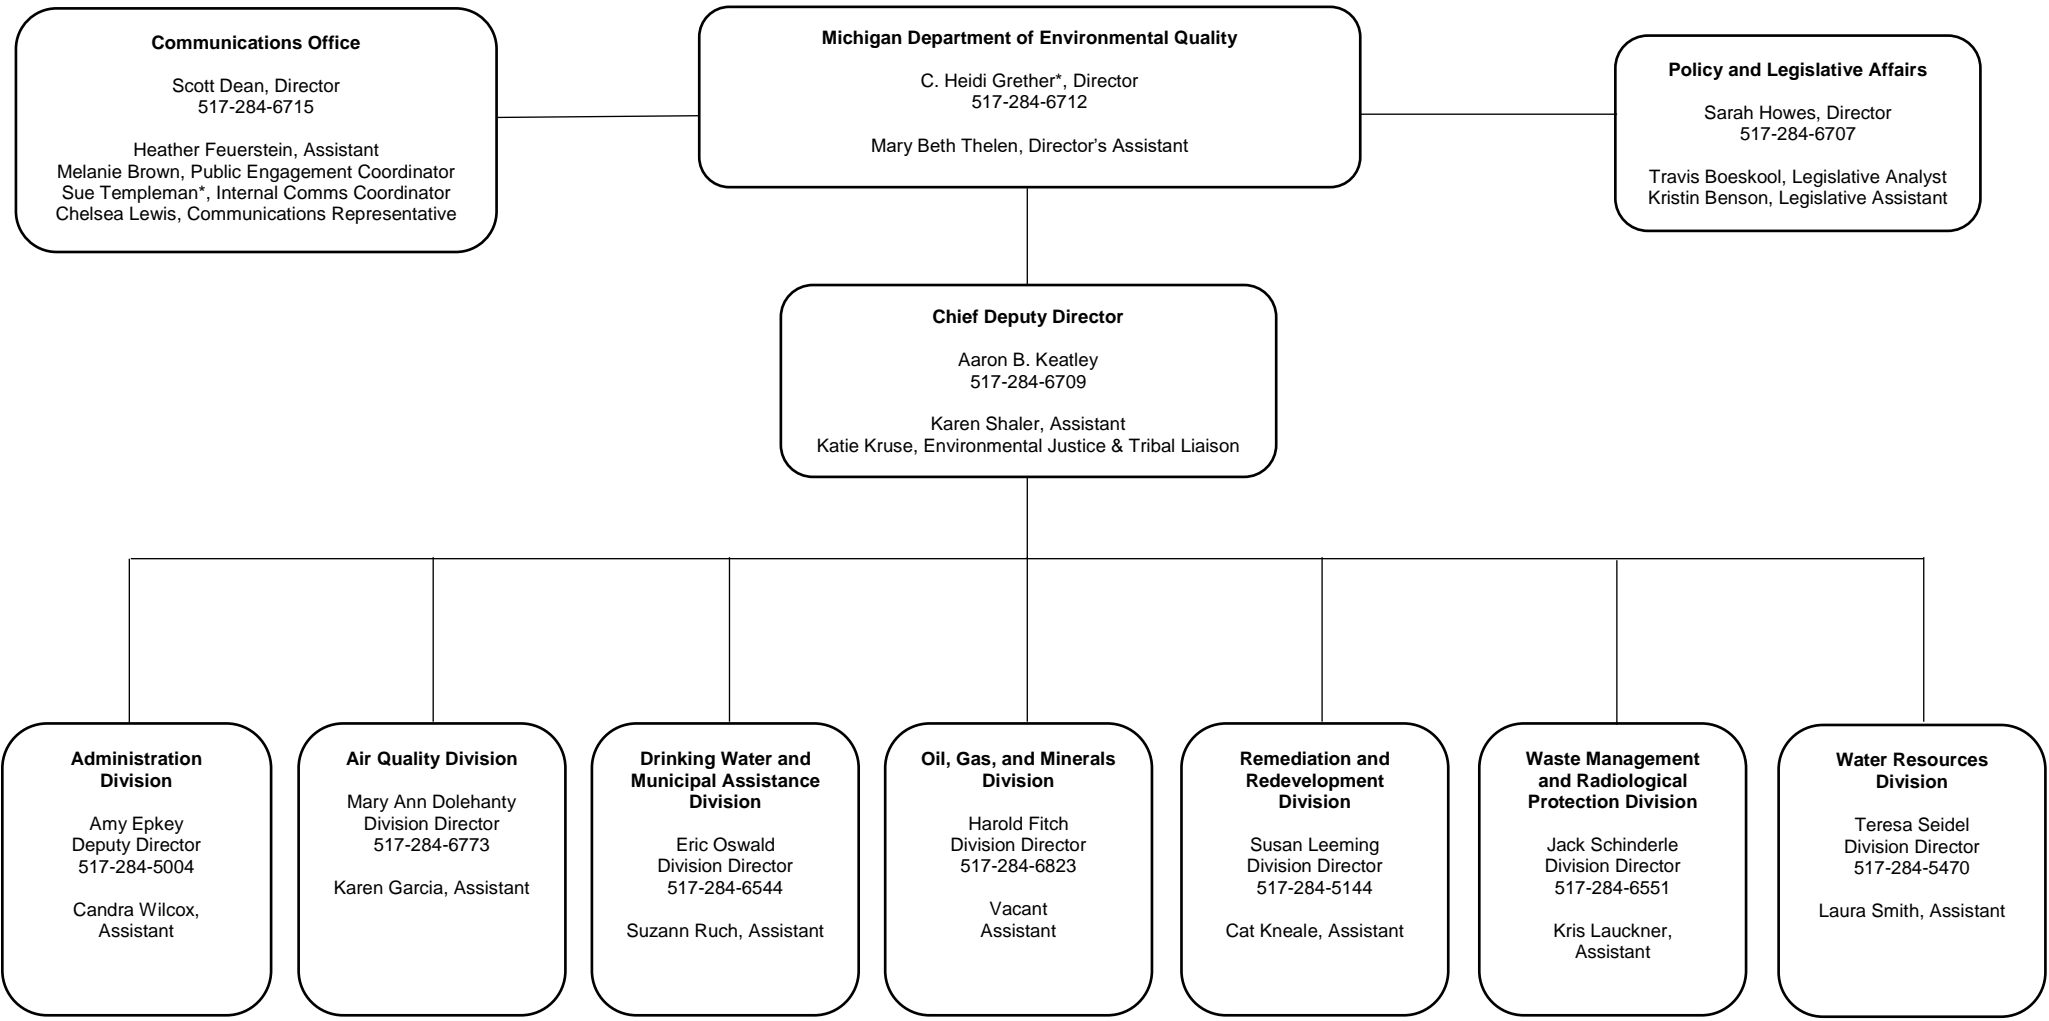 Communications Office
Scott Dean, Director
517-284-6715
Heather Feuerstein, Assistant
Melanie Brown, Public Engagement Coordinator
Sue Templeman*, Internal Comms Coordinator
Chelsea Lewis, Communications Representative
Michigan Department of Environmental Quality
C. Heidi Grether*, Director
517-284-6712
Mary Beth Thelen, Director’s Assistant
Policy and Legislative Affairs
Sarah Howes, Director
517-284-6707
Travis Boeskool, Legislative Analyst
Kristin Benson, Legislative Assistant
Chief Deputy Director
Aaron B. Keatley
517-284-6709
Karen Shaler, Assistant
Katie Kruse, Environmental Justice & Tribal Liaison
Administration
Division
Amy Epkey
Deputy Director
517-284-5004
Candra Wilcox,
Assistant
Air Quality Division
Mary Ann Dolehanty
Division Director
517-284-6773
Karen Garcia, Assistant
Drinking Water and
Municipal Assistance
Division
Eric Oswald
Division Director
517-284-6544
Suzann Ruch, Assistant
Oil, Gas, and Minerals
Division
Harold Fitch
Division Director
517-284-6823
Vacant
Assistant
Remediation and
Redevelopment
Division
Susan Leeming
Division Director
517-284-5144
Cat Kneale, Assistant
Waste Management
and Radiological
Protection Division
Jack Schinderle
Division Director
517-284-6551
Kris Lauckner,
Assistant
Water Resources
Division
Teresa Seidel
Division Director
517-284-5470
Laura Smith, Assistant